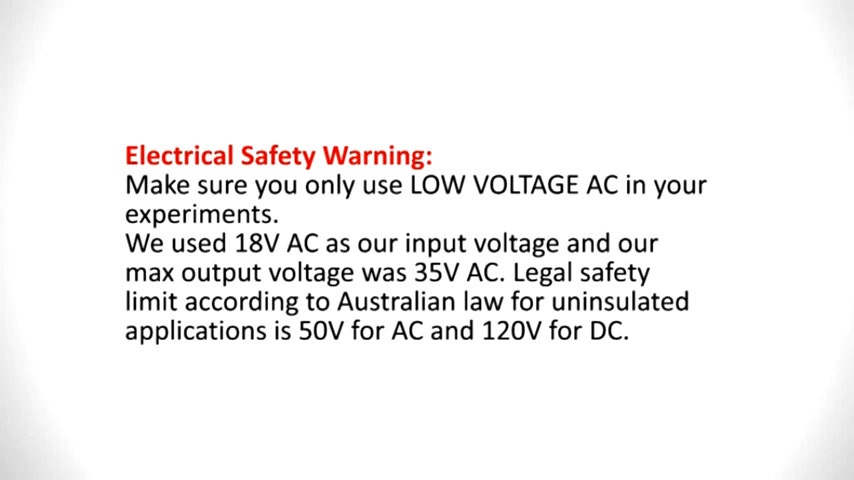 Electrical Safety Warning:
Make sure you only use LOW VOLTAGE AC in your
experiments.
We used 18V AC as our input voltage and our
max output voltage was 35V AC. Legal safety
limit according to Australian law for uninsulated
applications is 50V for AC and 120V for DC.